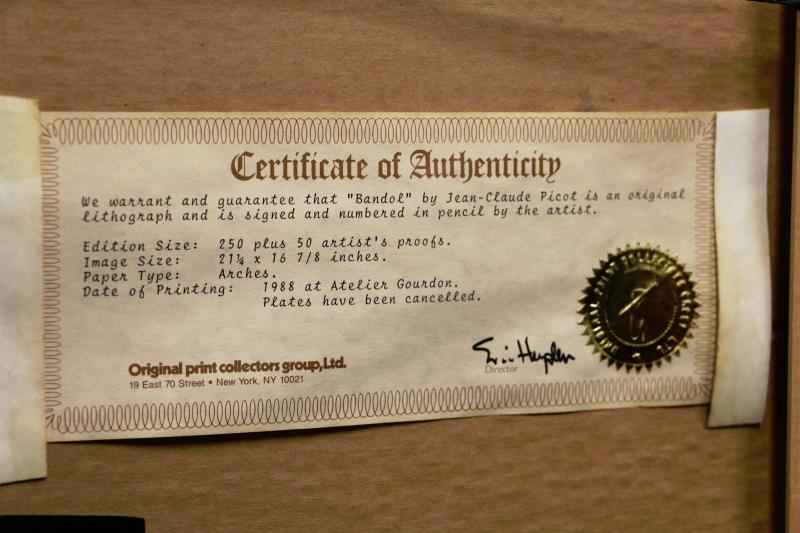 Certificate of Authenticity
We warrant and guarantee that "Bandol" by Jean-Claude Picot is an original
lithograph and is signed and numbered in pencil by the artist.
Edition Size: 250 plus 50 artist's proofs.
Image Size: 21¼ x 16 7/8 inches.
Paper Type: Arches.
Date of Printing: 1988 at Atelier Gourdon.
Plates have been cancelled.
Original print collectors group, Ltd.
19 East 70 Street • New York, NY 10021
Director